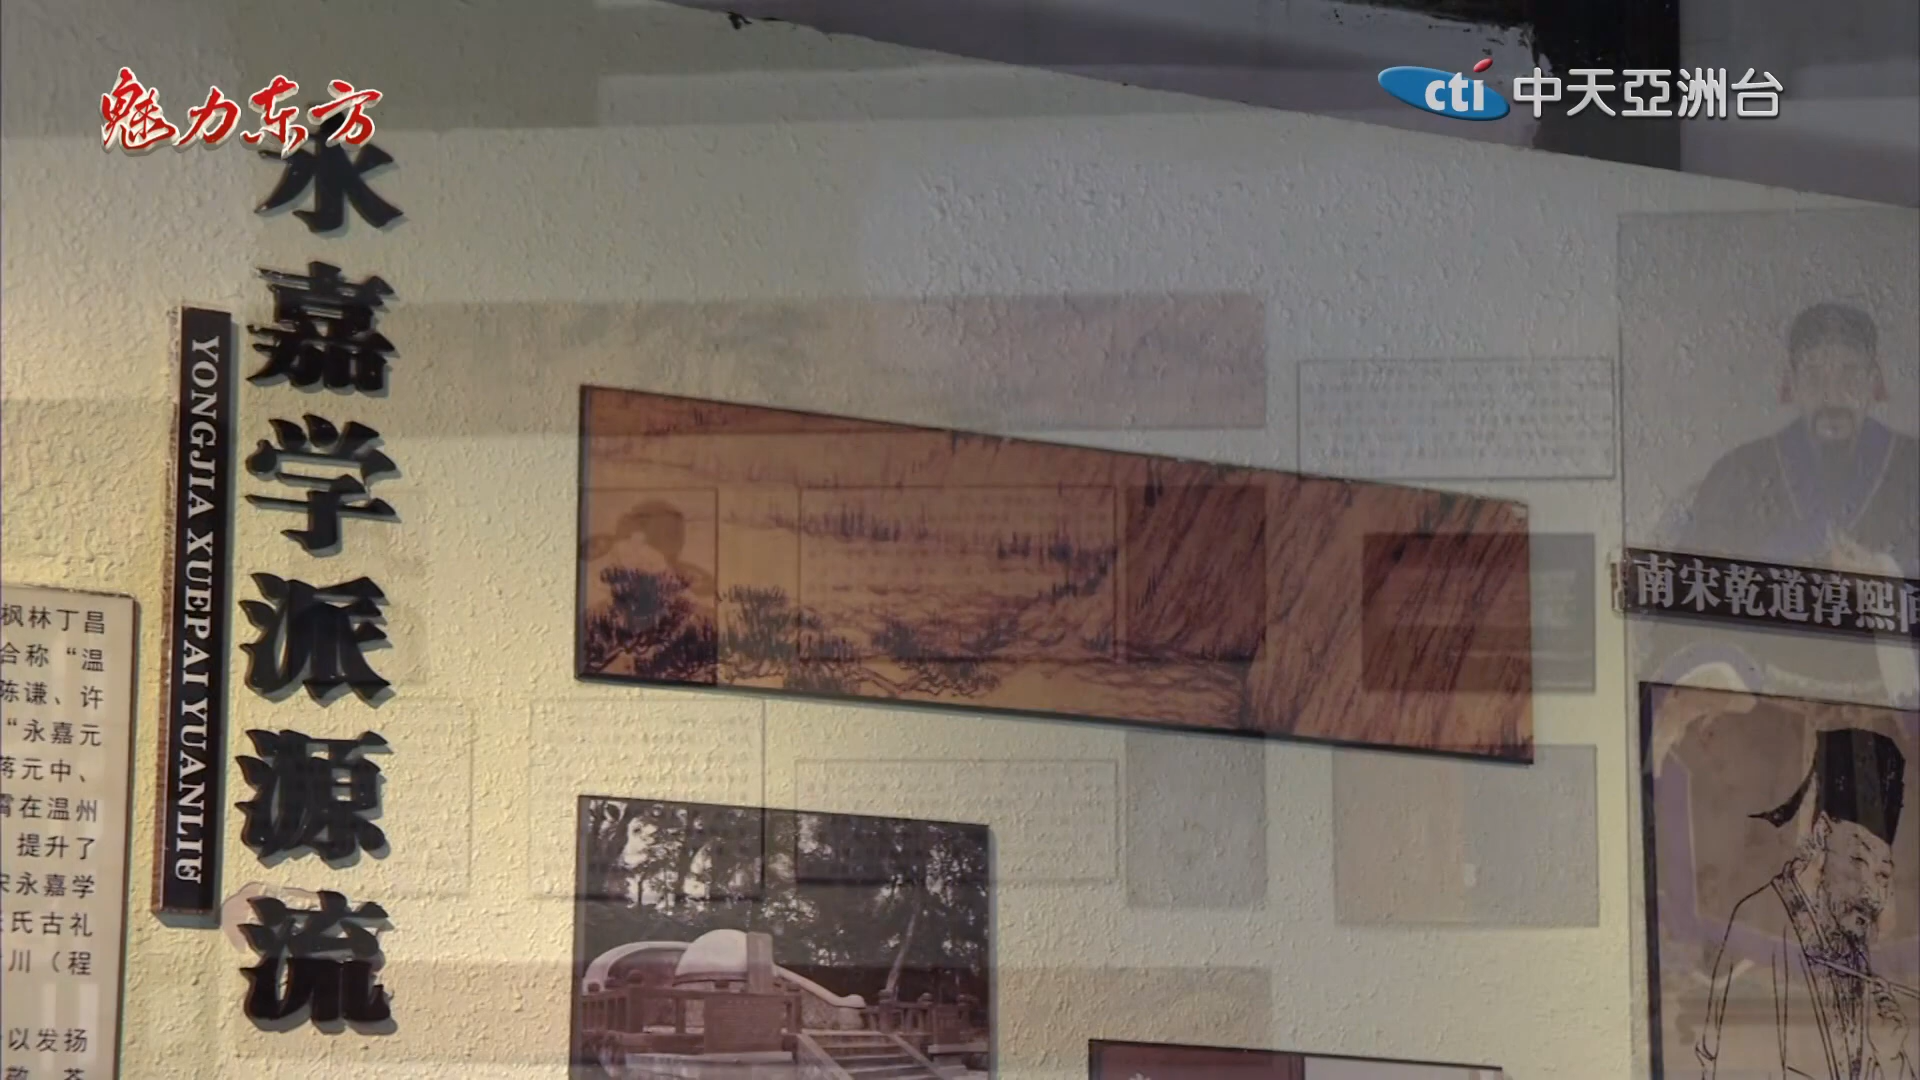 魅力东方
cti 中天亞洲台
永嘉学派源流
YONGJIA XUEPAI YUANLIU
南宋乾道淳熙间
枫林丁昌
合称“温
陈谦、许
“永嘉元
蒋元中、
霄在温州
提升了
宋永嘉学
氏古礼
川（程
以发扬